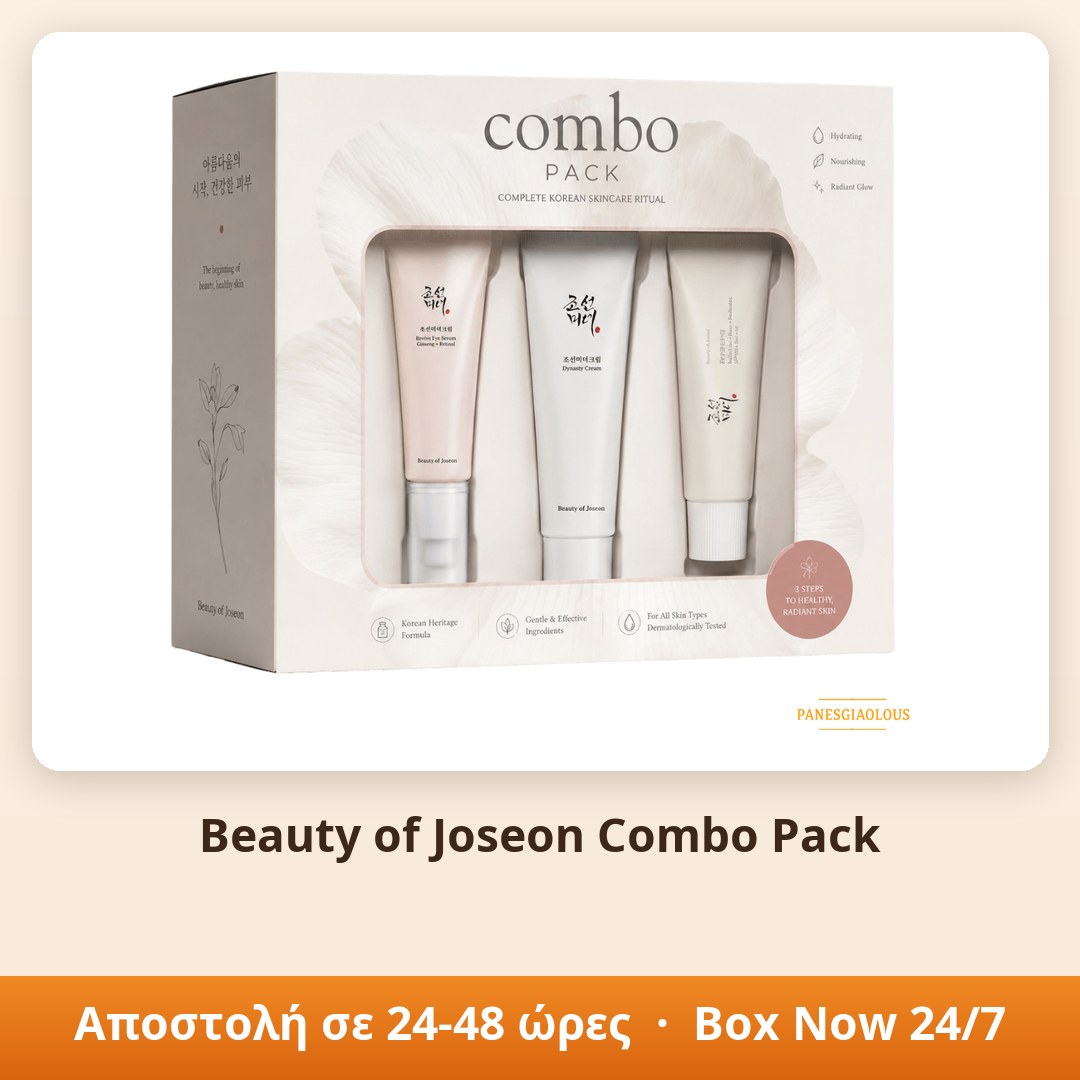 combo
PACK
COMPLETE KOREAN SKINCARE RITUAL
Hydrating
Nourishing
Radiant Glow
아름다움의
시작, 건강한 피부
The beginning of
beauty, healthy skin
Beauty of Joseon
조선미녀
Revive Eye Serum
Ginseng + Retinal
Beauty of Joseon
조선미녀
Dynasty Cream
Beauty of Joseon
조선미녀
Korean Heritage
Formula
Gentle & Effective
Ingredients
For All Skin Types
Dermatologically Tested
3 STEPS
TO HEALTHY,
RADIANT SKIN
PANESGIAOLOUS
Beauty of Joseon Combo Pack
Αποστολή σε 24-48 ώρες · Box Now 24/7